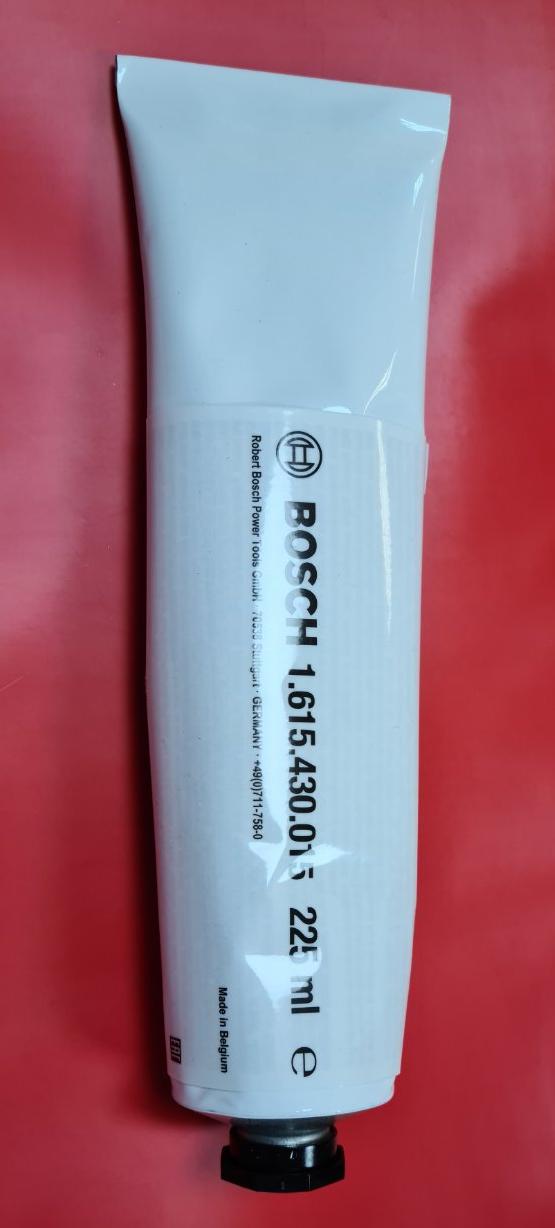 BOSCH 1.615.430.015 225 ml e
Robert Bosch Power Tools GmbH · 70538 Stuttgart · GERMANY · +49(0)711-758-0
Made in Belgium
EAC